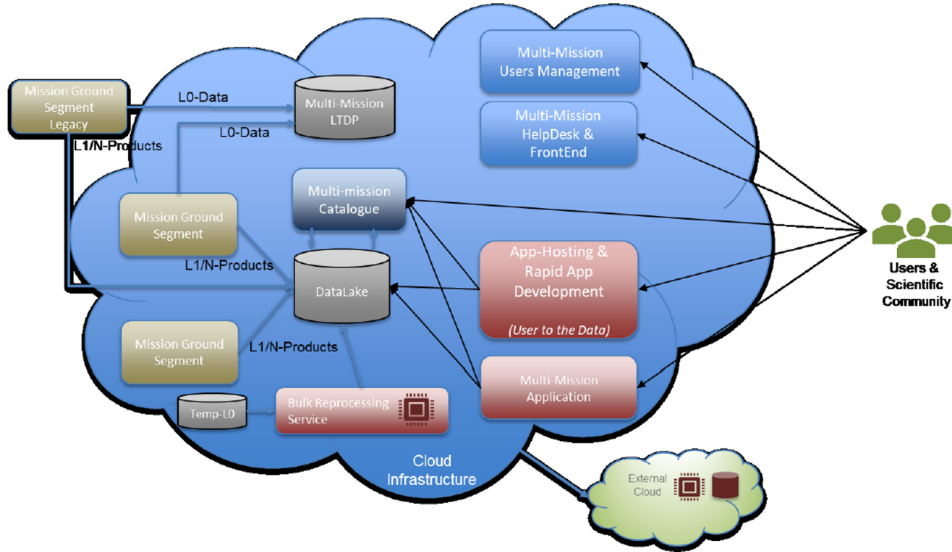 Multi-Mission
Users Management
Mission Ground
Segment
Legacy
L0-Data
Multi-Mission
LTDP
L0-Data
Multi-Mission
HelpDesk &
FrontEnd
L1/N-Products
Multi-mission
Catalogue
Mission Ground
Segment
L1/N-Products
DataLake
App-Hosting &
Rapid App
Development
(User to the Data)
Users &
Scientific
Community
Mission Ground
Segment
L1/N-Products
Multi-Mission
Application
Temp-L0
Bulk Reprocessing
Service
Cloud
Infrastructure
External
Cloud